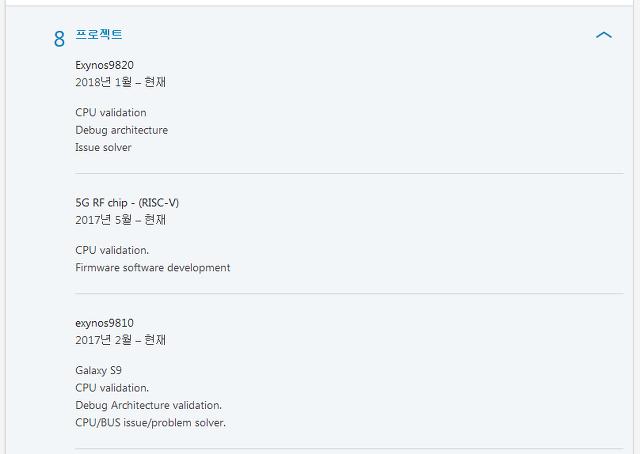 8 프로젝트
Exynos9820
2018년 1월 – 현재
CPU validation
Debug architecture
Issue solver
5G RF chip - (RISC-V)
2017년 5월 – 현재
CPU validation.
Firmware software development
exynos9810
2017년 2월 – 현재
Galaxy S9
CPU validation.
Debug Architecture validation.
CPU/BUS issue/problem solver.